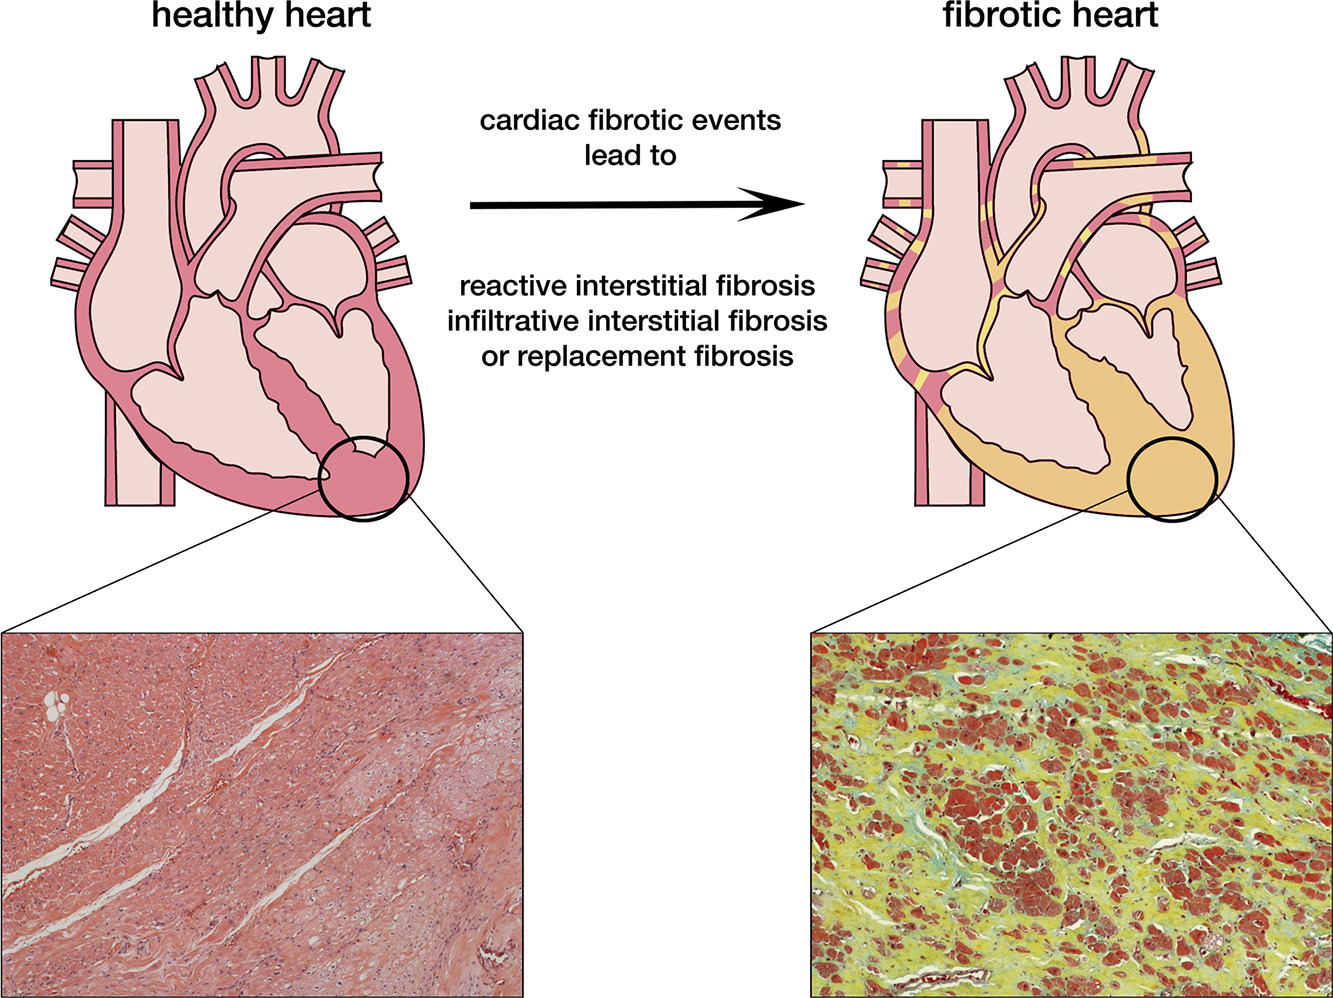 healthy heart
fibrotic heart
cardiac fibrotic events
lead to
reactive interstitial fibrosis
infiltrative interstitial fibrosis
or replacement fibrosis